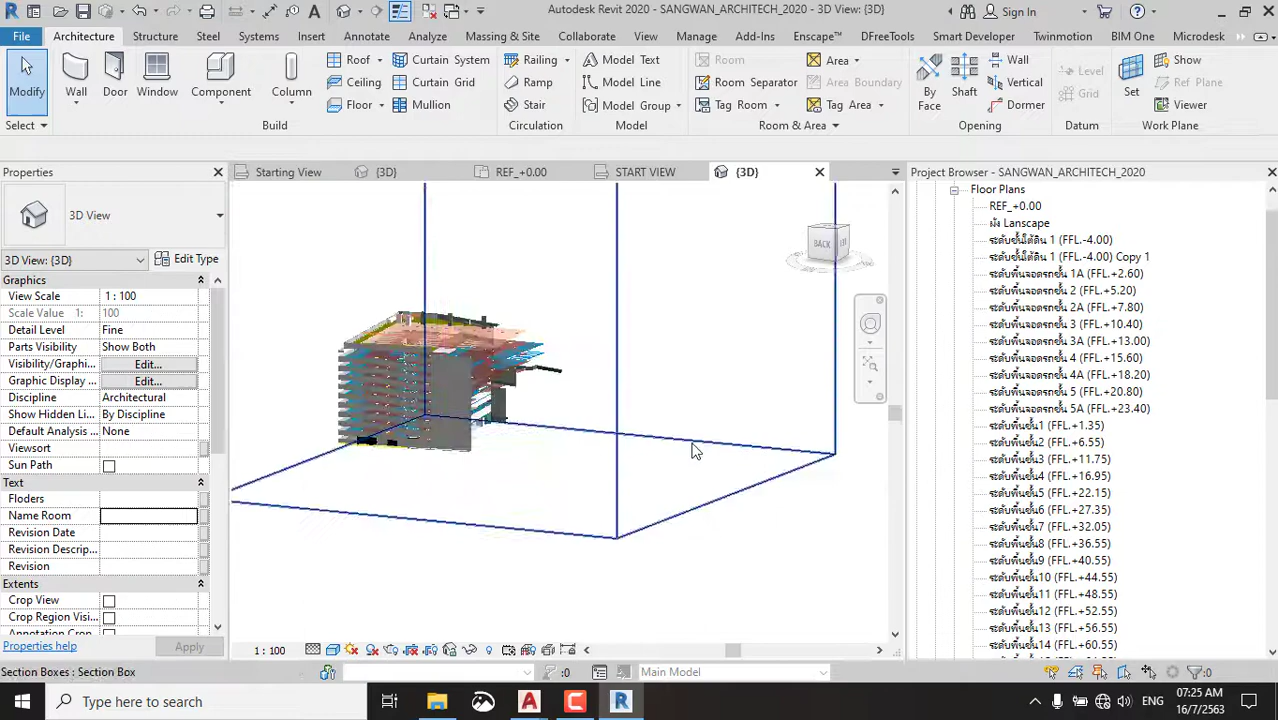 Autodesk Revit 2020 - SANGWAN_ARCHITECH_2020 - 3D View: {3D}
Sign In
File Architecture Structure Steel Systems Insert Annotate Analyze Massing & Site Collaborate View Manage Add-Ins Enscape™ DFreeTools Smart Developer Twinmotion BIM One Microdesk
Modify Wall Door Window Component Column
Roof Curtain System Railing Model Text Room Area Wall Level Show
Ceiling Curtain Grid Ramp Model Line Room Separator Area Boundary Vertical Grid Ref Plane
Floor Mullion Stair Model Group Tag Room Tag Area By Face Shaft Dormer Set Viewer
Select Build Circulation Model Room & Area Opening Datum Work Plane
Properties
Starting View {3D} REF_+0.00 START VIEW {3D}
Project Browser - SANGWAN_ARCHITECH_2020
3D View
3D View: {3D} Edit Type
Graphics
View Scale 1 : 100
Scale Value 1: 100
Detail Level Fine
Parts Visibility Show Both
Visibility/Graphi... Edit...
Graphic Display ... Edit...
Discipline Architectural
Show Hidden Li... By Discipline
Default Analysis ... None
Viewsort
Sun Path
Text
Floders
Name Room
Revision Date
Revision Descrip...
Revision
Extents
Crop View
Crop Region Visi...
Annotation Crop
Properties help Apply
BACK
Floor Plans
REF_+0.00
ผัง Lanscape
ระดับชั้นใต้ดิน 1 (FFL.-4.00)
ระดับชั้นใต้ดิน 1 (FFL.-4.00) Copy 1
ระดับพื้นจอดรถชั้น 1A (FFL.+2.60)
ระดับพื้นจอดรถชั้น 2 (FFL.+5.20)
ระดับพื้นจอดรถชั้น 2A (FFL.+7.80)
ระดับพื้นจอดรถชั้น 3 (FFL.+10.40)
ระดับพื้นจอดรถชั้น 3A (FFL.+13.00)
ระดับพื้นจอดรถชั้น 4 (FFL.+15.60)
ระดับพื้นจอดรถชั้น 4A (FFL.+18.20)
ระดับพื้นจอดรถชั้น 5 (FFL.+20.80)
ระดับพื้นจอดรถชั้น 5A (FFL.+23.40)
ระดับพื้นชั้น1 (FFL.+1.35)
ระดับพื้นชั้น2 (FFL.+6.55)
ระดับพื้นชั้น3 (FFL.+11.75)
ระดับพื้นชั้น4 (FFL.+16.95)
ระดับพื้นชั้น5 (FFL.+22.15)
ระดับพื้นชั้น6 (FFL.+27.35)
ระดับพื้นชั้น7 (FFL.+32.05)
ระดับพื้นชั้น8 (FFL.+36.55)
ระดับพื้นชั้น9 (FFL.+40.55)
ระดับพื้นชั้น10 (FFL.+44.55)
ระดับพื้นชั้น11 (FFL.+48.55)
ระดับพื้นชั้น12 (FFL.+52.55)
ระดับพื้นชั้น13 (FFL.+56.55)
ระดับพื้นชั้น14 (FFL.+60.55)
1 : 100
Section Boxes : Section Box :0 Main Model :0
Type here to search
ENG
07:25 AM
16/7/2563